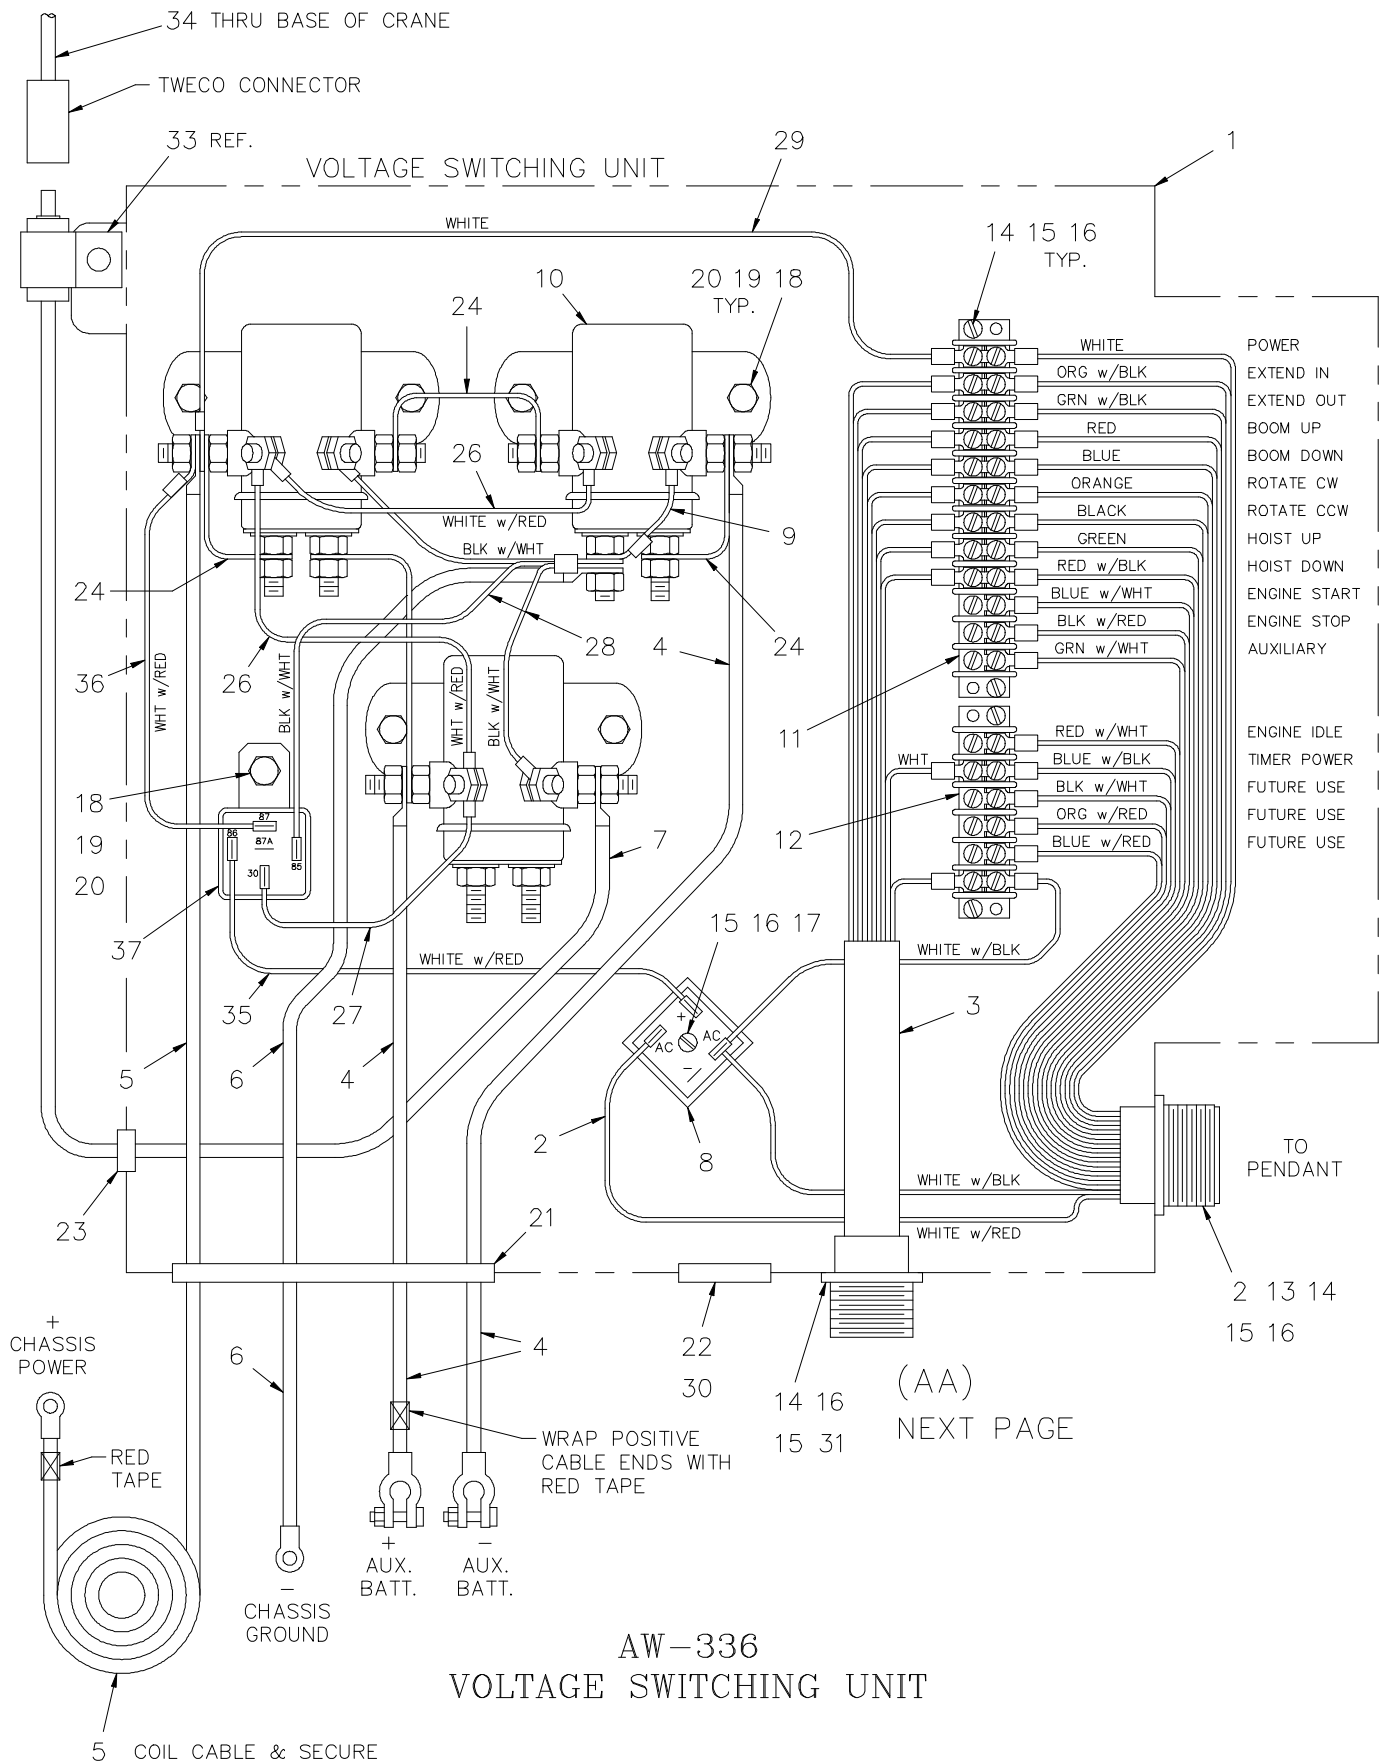 34 THRU BASE OF CRANE
TWECO CONNECTOR
33 REF.
VOLTAGE SWITCHING UNIT
29
1
WHITE
14 15 16
TYP.
10
20 19 18
TYP.
24
24
26
WHITE w/RED
BLK w/WHT
9
24
26
28
4
24
36
WHT w/RED
BLK w/WHT
WHT w/RED
BLK w/WHT
WHITE POWER
ORG w/BLK EXTEND IN
GRN w/BLK EXTEND OUT
RED BOOM UP
BLUE BOOM DOWN
ORANGE ROTATE CW
BLACK ROTATE CCW
GREEN HOIST UP
RED w/BLK HOIST DOWN
BLUE w/WHT ENGINE START
BLK w/RED ENGINE STOP
GRN w/WHT AUXILIARY
11
RED w/WHT ENGINE IDLE
WHT BLUE w/BLK TIMER POWER
BLK w/WHT FUTURE USE
ORG w/RED FUTURE USE
BLUE w/RED FUTURE USE
12
18
19
20
87
86
87A
85
30
7
37
35
27
WHITE w/RED
15 16 17
WHITE w/BLK
+
AC
AC
-
3
5
6
4
2
8
WHITE w/BLK
WHITE w/RED
TO
PENDANT
23
21
2 13 14
15 16
22
30
14 16
15 31
(AA)
NEXT PAGE
+
CHASSIS
POWER
6
4
RED
TAPE
WRAP POSITIVE
CABLE ENDS WITH
RED TAPE
+
AUX.
BATT.
-
AUX.
BATT.
-
CHASSIS
GROUND
AW-336
VOLTAGE SWITCHING UNIT
5 COIL CABLE & SECURE